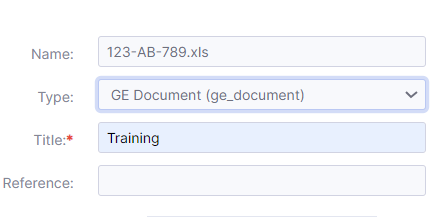 Name: 123-AB-789.xls
Type: GE Document (ge_document)
Title:* Training
Reference: